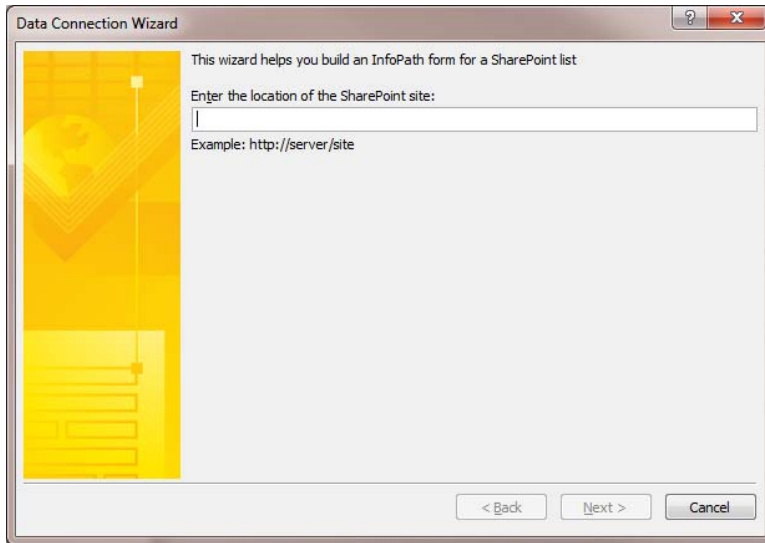 Data Connection Wizard
This wizard helps you build an InfoPath form for a SharePoint list
Enter the location of the SharePoint site:
Example: http://server/site
< Back
Next >
Cancel